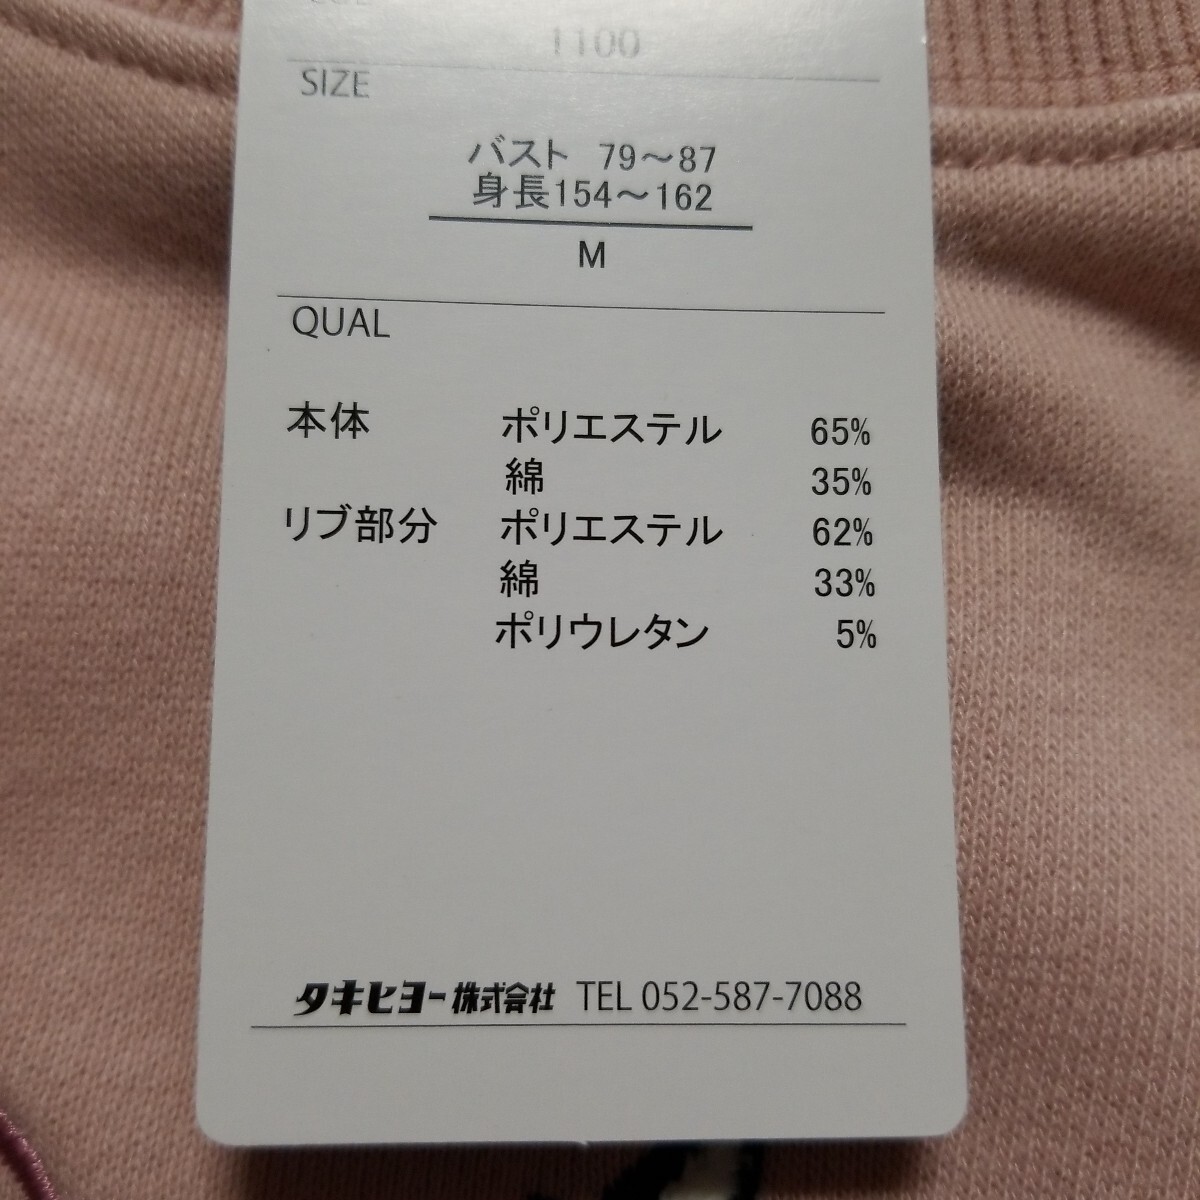 1100
SIZE
バスト 79～87
身長154～162
M
QUAL
本体 ポリエステル 65%
綿 35%
リブ部分 ポリエステル 62%
綿 33%
ポリウレタン 5%
タキヒヨー株式会社 TEL 052-587-7088